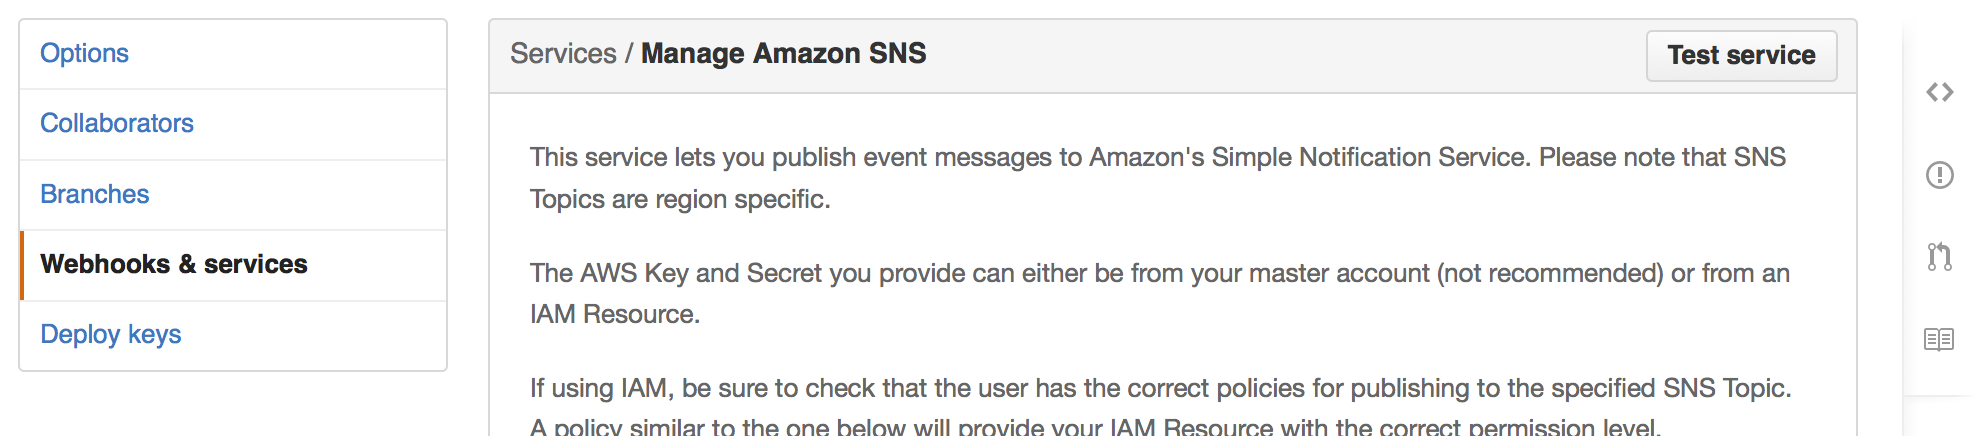 Options
Collaborators
Branches
Webhooks & services
Deploy keys
Services / Manage Amazon SNS
Test service
This service lets you publish event messages to Amazon's Simple Notification Service. Please note that SNS
Topics are region specific.
The AWS Key and Secret you provide can either be from your master account (not recommended) or from an
IAM Resource.
If using IAM, be sure to check that the user has the correct policies for publishing to the specified SNS Topic.
A policy similar to the one below will provide your IAM Resource with the correct permission level.